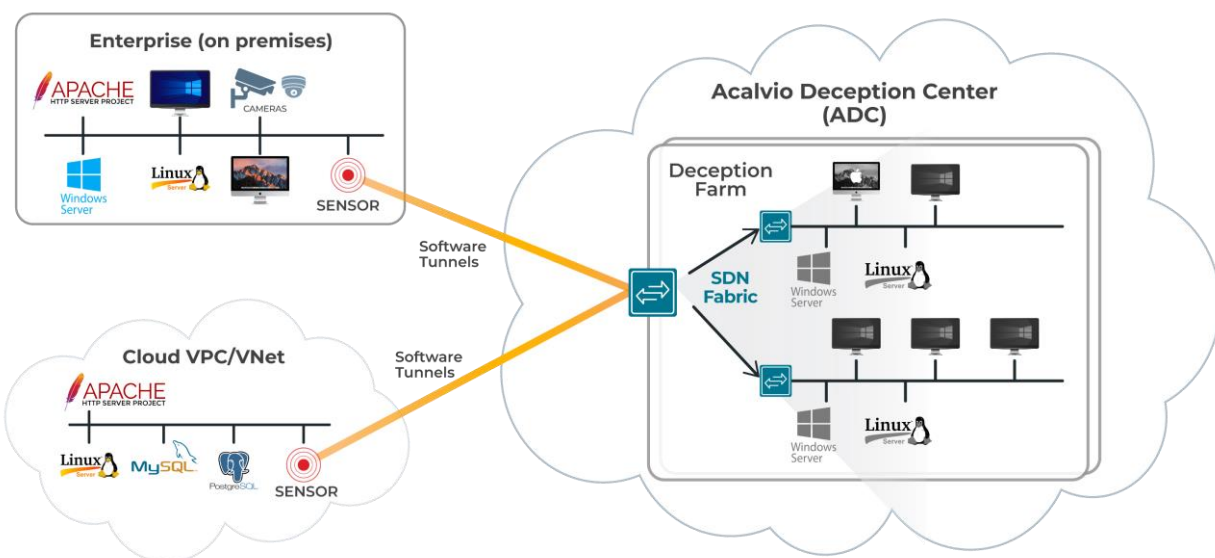 Enterprise (on premises)
APACHE
HTTP SERVER PROJECT
CAMERAS
Windows
Server
Linux
Server
SENSOR
Software
Tunnels
Cloud VPC/VNet
APACHE
HTTP SERVER PROJECT
Linux
Server
MySQL
PostgreSQL
SENSOR
Software
Tunnels
Acalvio Deception Center
(ADC)
Deception
Farm
SDN
Fabric
Windows
Server
Linux
Server
Windows
Server
Linux
Server